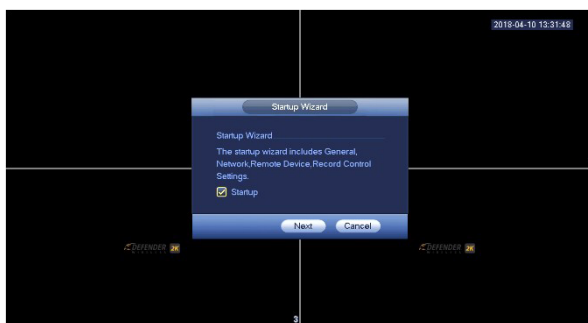 2018-04-10 13:31:48
Startup Wizard
Startup Wizard
The startup wizard includes General,
Network,Remote Device,Record Control
Settings.
Startup
Next Cancel
DEFENDER 2K DEFENDER 2K
3